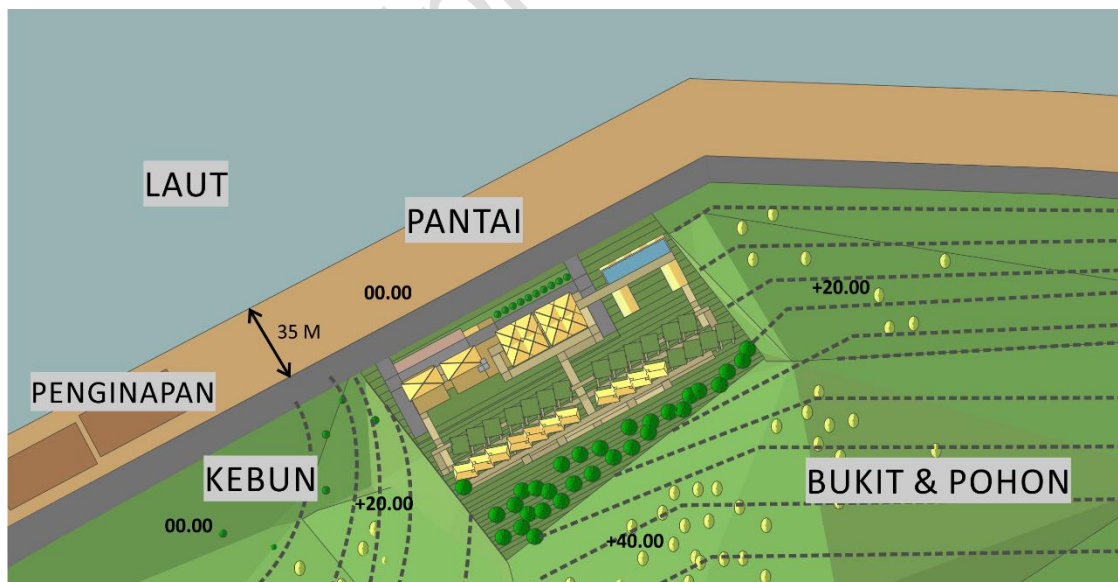 LAUT
PANTAI
00.00
+20.00
35 M
PENGINAPAN
KEBUN
+20.00
00.00
BUKIT & POHON
+40.00